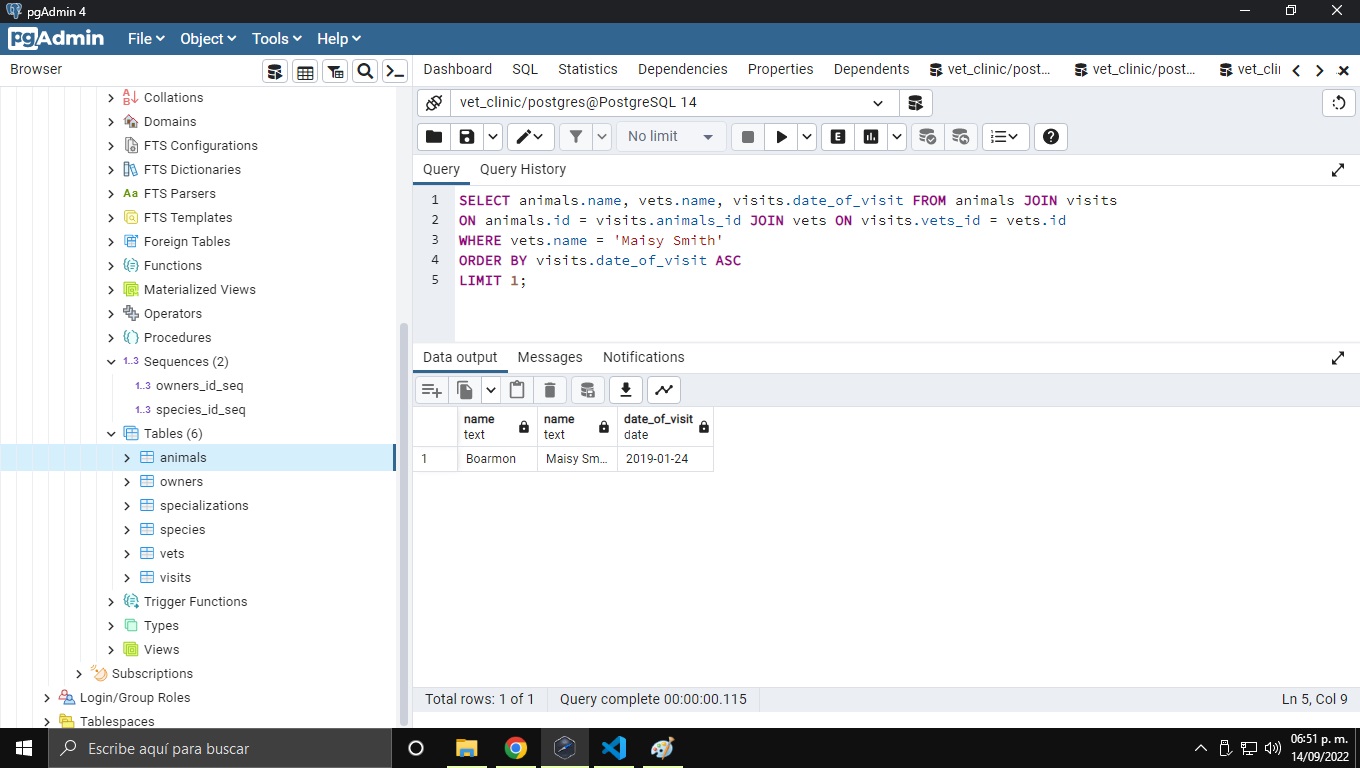 pgAdmin 4
pgAdmin File Object Tools Help
Browser
Dashboard SQL Statistics Dependencies Properties Dependents vet_clinic/post... vet_clinic/post... vet_cli
Collations
Domains
FTS Configurations
FTS Dictionaries
Aa FTS Parsers
FTS Templates
Foreign Tables
Functions
Materialized Views
Operators
Procedures
1..3 Sequences (2)
1..3 owners_id_seq
1..3 species_id_seq
Tables (6)
animals
owners
specializations
species
vets
visits
Trigger Functions
Types
Views
Subscriptions
Login/Group Roles
Tablespaces
vet_clinic/postgres@PostgreSQL 14
No limit
E
Query Query History
1 SELECT animals.name, vets.name, visits.date_of_visit FROM animals JOIN visits
2 ON animals.id = visits.animals_id JOIN vets ON visits.vets_id = vets.id
3 WHERE vets.name = 'Maisy Smith'
4 ORDER BY visits.date_of_visit ASC
5 LIMIT 1;
Data output Messages Notifications
name name date_of_visit
text text date
1 Boarmon Maisy Sm... 2019-01-24
Total rows: 1 of 1 Query complete 00:00:00.115 Ln 5, Col 9
Escribe aquí para buscar
06:51 p. m.
14/09/2022